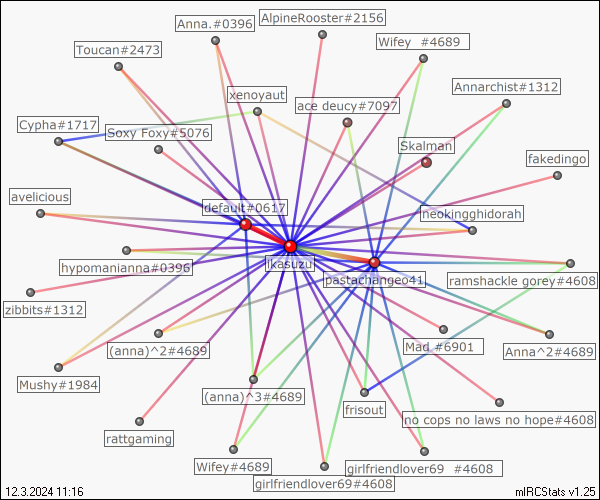 AlpineRooster#2156
Anna.#0396
Wifey  #4689
Toucan#2473
Annarchist#1312
xenoyaut
ace deucy#7097
Cypha#1717
Soxy Foxy#5076
Skalman
fakedingo
avelicious
default#0617
neokingghidorah
ikasuzu
hypomanianna#0396
pastachangeo41
ramshackle gorey#4608
zibbits#1312
(anna)^2#4689
Mad #6901
Anna^2#4689
Mushy#1984
(anna)^3#4689
frisout
no cops no laws no hope#4608
rattgaming
Wifey#4689
girlfriendlover69  #4608
girlfriendlover69#4608
12.3.2024 11:16
mIRCStats v1.25